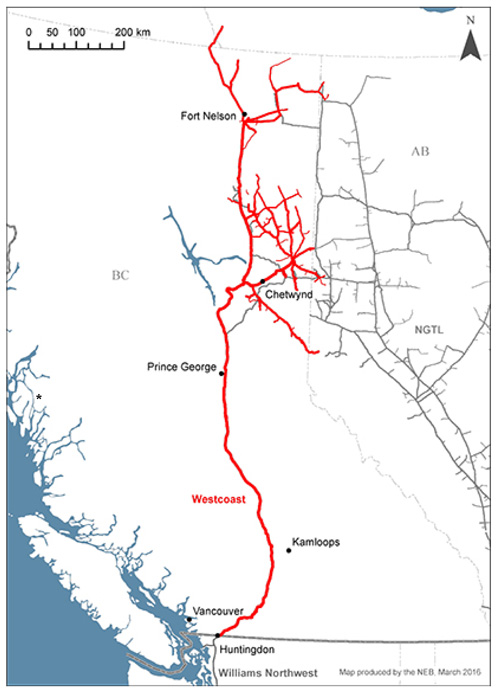 0 50 100 200 km
N
Fort Nelson
AB
BC
Chetwynd
NGTL
Prince George
*
Westcoast
Kamloops
Vancouver
Huntingdon
Williams Northwest
Map produced by the NEB, March 2016